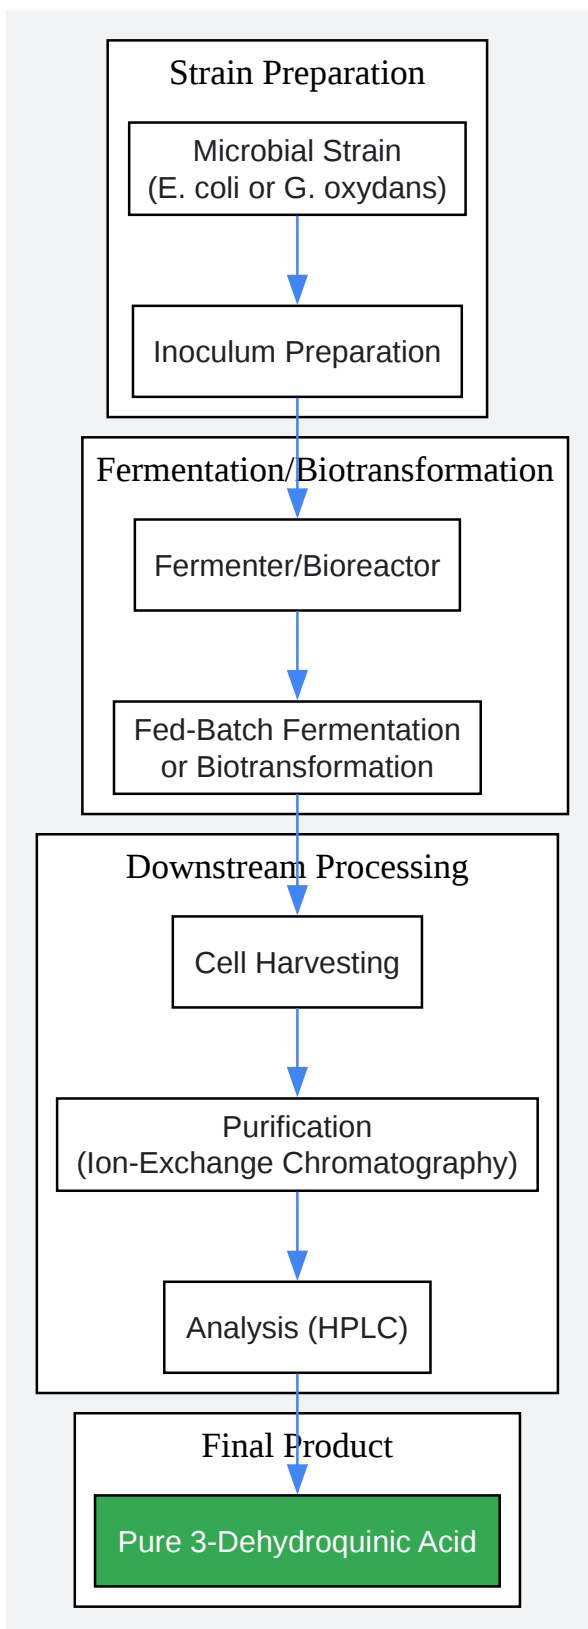 Strain Preparation
Microbial Strain
(E. coli or G. oxydans)
Inoculum Preparation
Fermentation/Biotransformation
Fermenter/Bioreactor
Fed-Batch Fermentation
or Biotransformation
Downstream Processing
Cell Harvesting
Purification
(Ion-Exchange Chromatography)
Analysis (HPLC)
Final Product
Pure 3-Dehydroquinic Acid